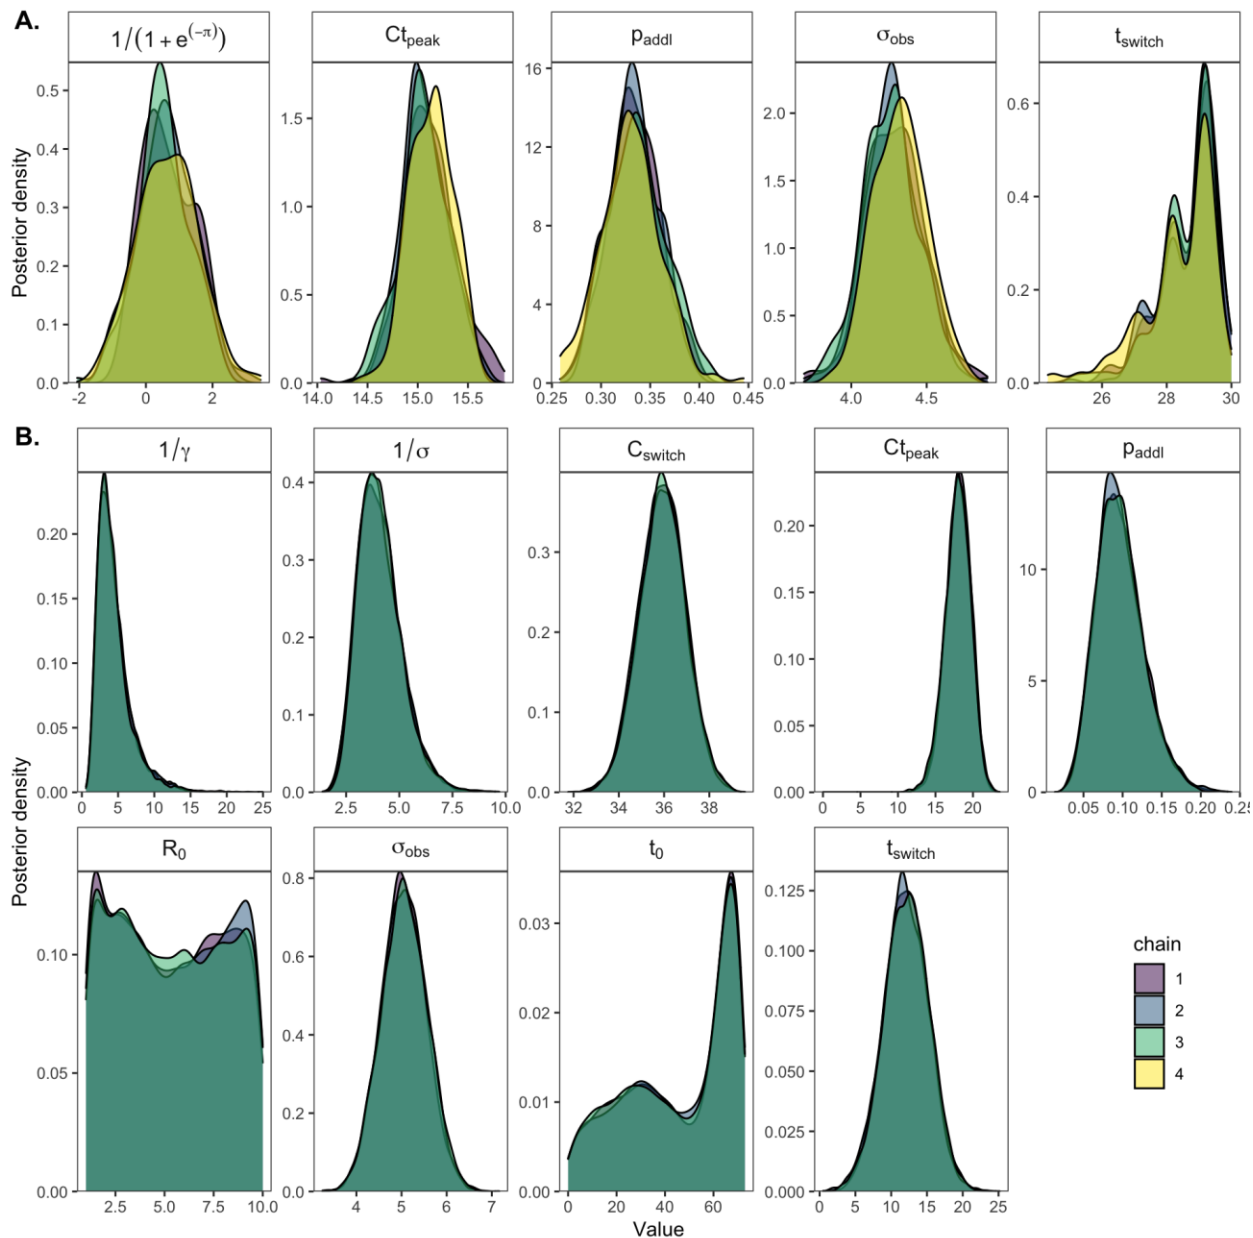 A.
1/(1 + e^(−π))
Ct_peak
p_addl
σ_obs
t_switch
Posterior density
0.0 0.1 0.2 0.3 0.4 0.5
-2 0 2
0.0 0.5 1.0 1.5
14.0 14.5 15.0 15.5
0 4 8 12 16
0.25 0.30 0.35 0.40 0.45
0.0 0.5 1.0 1.5 2.0
4.0 4.5
0.0 0.2 0.4 0.6
26 28 30
B.
1/γ
1/σ
C_switch
Ct_peak
p_addl
Posterior density
0.00 0.05 0.10 0.15 0.20
0 5 10 15 20 25
0.0 0.1 0.2 0.3 0.4
2.5 5.0 7.5 10.0
0.0 0.1 0.2 0.3
32 34 36 38
0.00 0.05 0.10 0.15 0.20
0 5 10 15 20
0 5 10
0.05 0.10 0.15 0.20 0.25
R_0
σ_obs
t_0
t_switch
0.00 0.05 0.10
2.5 5.0 7.5 10.0
0.0 0.2 0.4 0.6 0.8
4 5 6 7
0.00 0.01 0.02 0.03
0 20 40 60
0.000 0.025 0.050 0.075 0.100 0.125
0 5 10 15 20 25
Value
chain
1
2
3
4